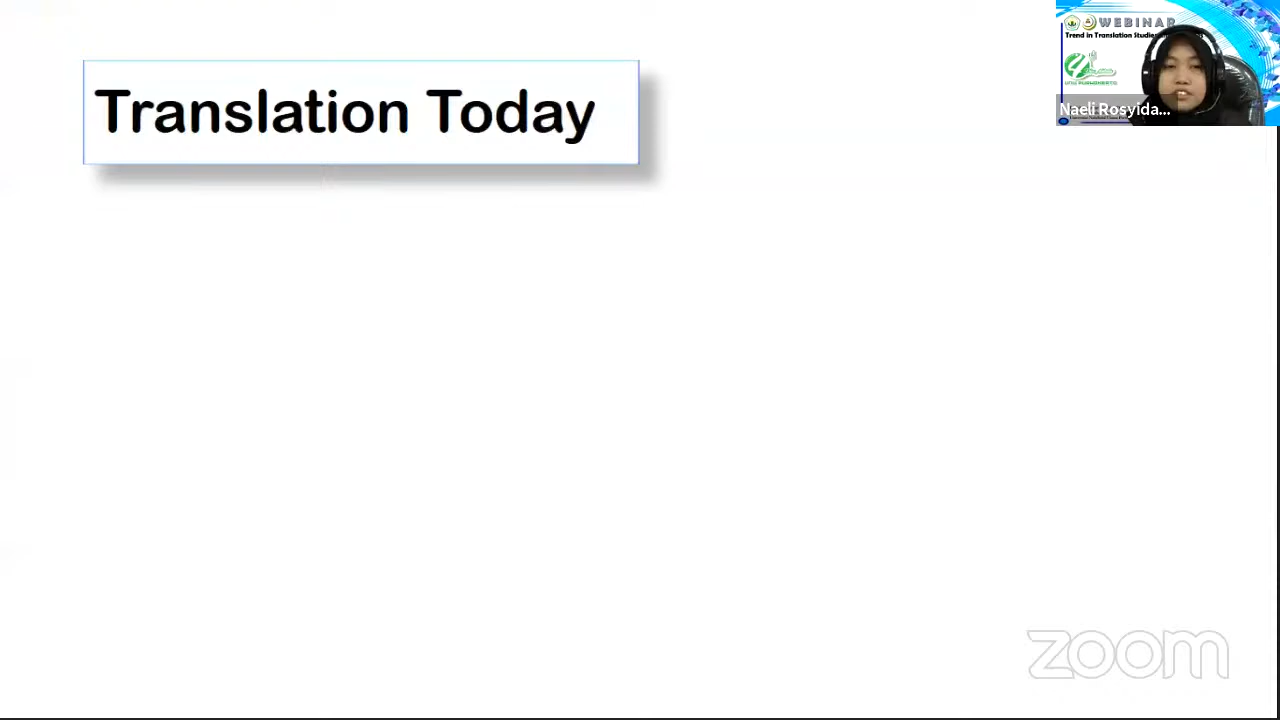 Translation Today
WEBINAR
Trend in Translation Studies
Naeli Rosyida...
zoom